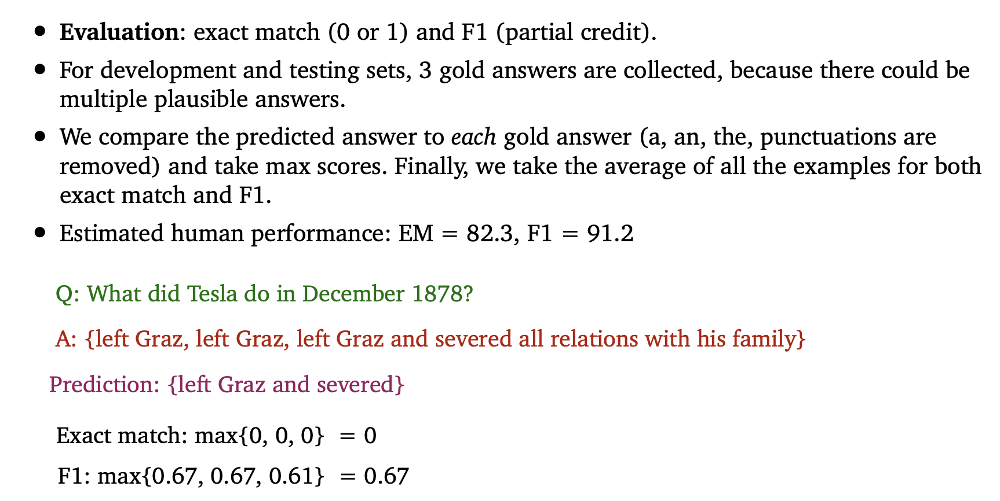 • Evaluation: exact match (0 or 1) and F1 (partial credit).
• For development and testing sets, 3 gold answers are collected, because there could be
multiple plausible answers.
• We compare the predicted answer to each gold answer (a, an, the, punctuations are
removed) and take max scores. Finally, we take the average of all the examples for both
exact match and F1.
• Estimated human performance: EM = 82.3, F1 = 91.2
Q: What did Tesla do in December 1878?
A: {left Graz, left Graz, left Graz and severed all relations with his family}
Prediction: {left Graz and severed}
Exact match: max{0, 0, 0} = 0
F1: max{0.67, 0.67, 0.61} = 0.67